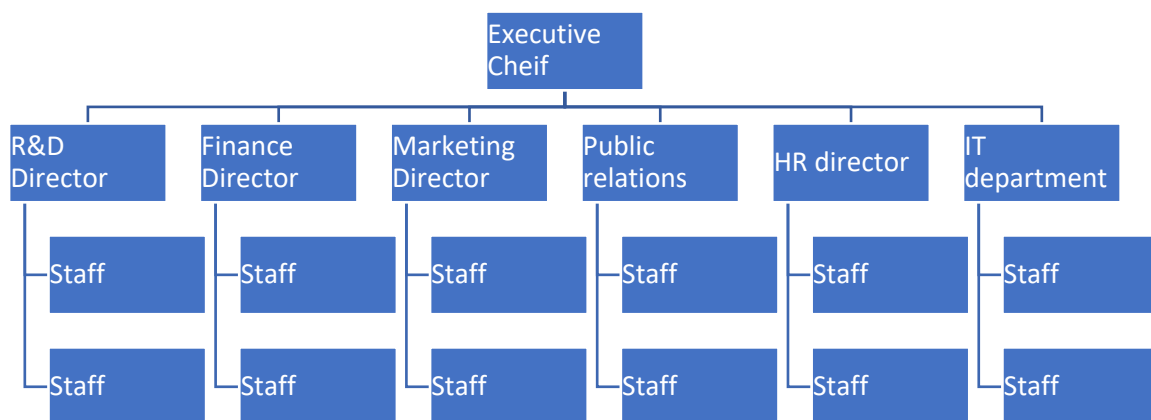 Executive
Cheif
R&D
Director
Finance
Director
Marketing
Director
Public
relations
HR director
IT
department
Staff
Staff
Staff
Staff
Staff
Staff
Staff
Staff
Staff
Staff
Staff
Staff